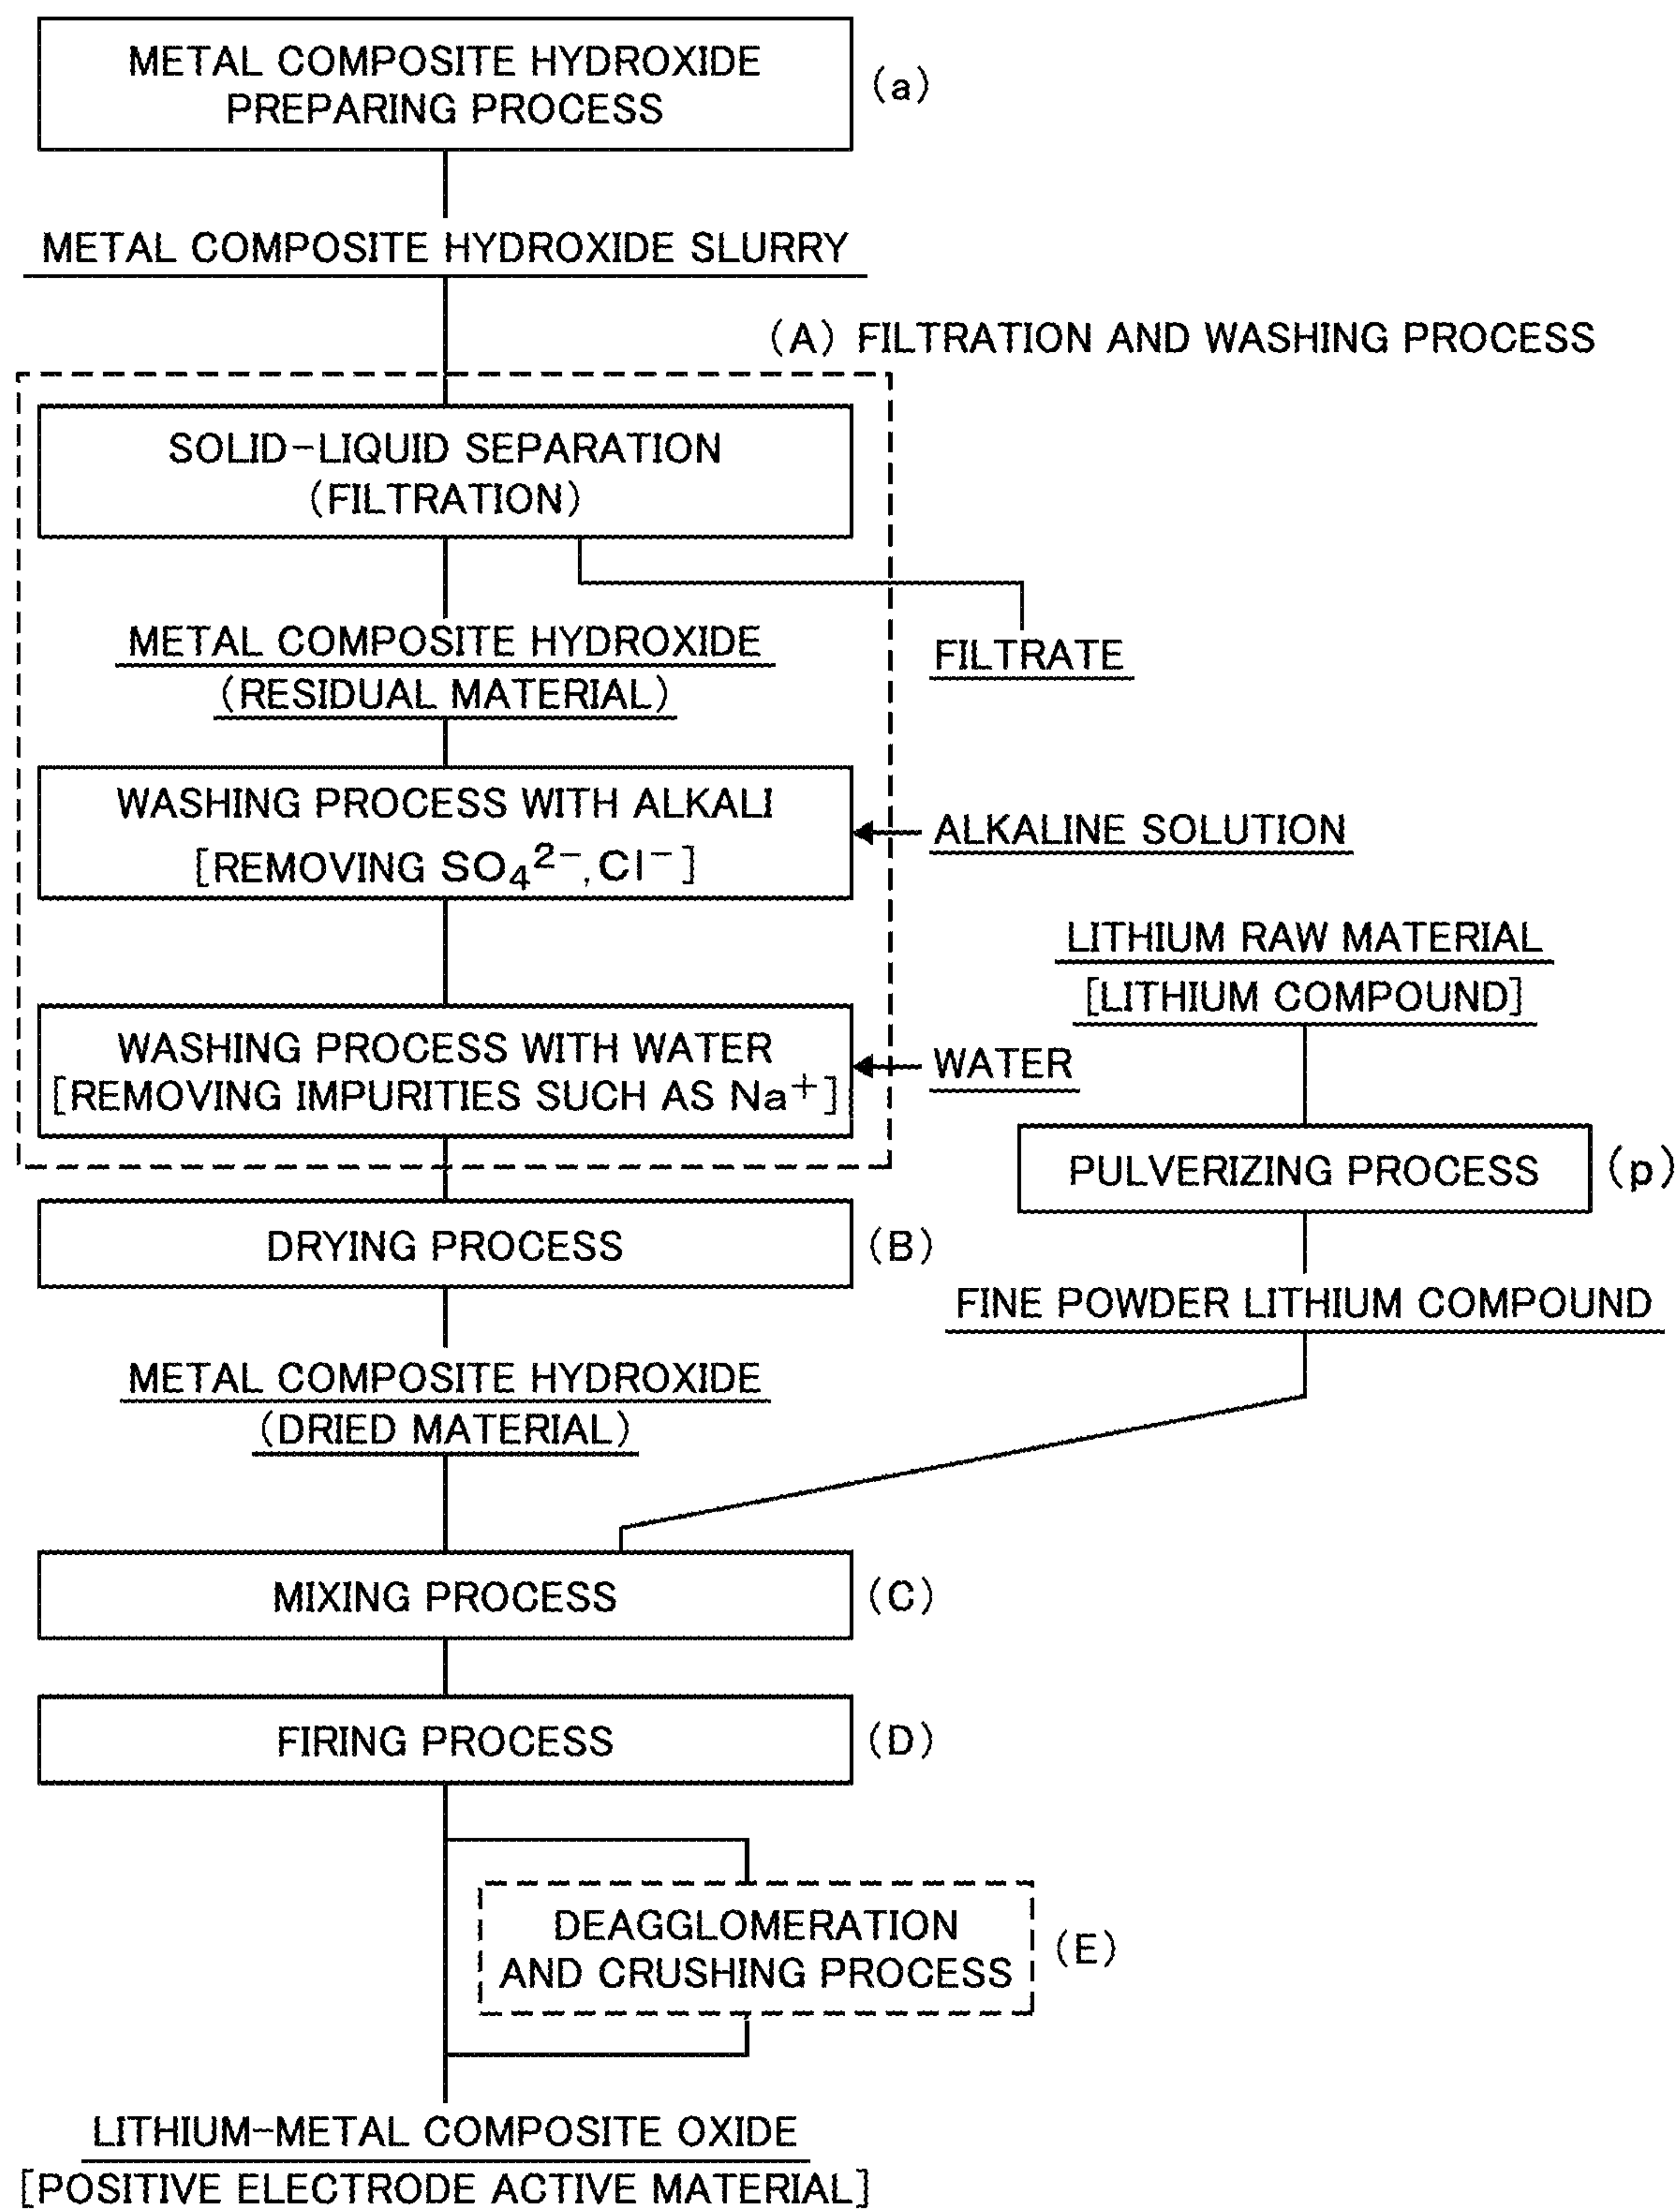 METAL COMPOSITE HYDROXIDE
PREPARING PROCESS
(a)
METAL COMPOSITE HYDROXIDE SLURRY
(A) FILTRATION AND WASHING PROCESS
SOLID-LIQUID SEPARATION
(FILTRATION)
METAL COMPOSITE HYDROXIDE
(RESIDUAL MATERIAL)
FILTRATE
WASHING PROCESS WITH ALKALI
[REMOVING SO₄²⁻, Cl⁻]
ALKALINE SOLUTION
WASHING PROCESS WITH WATER
[REMOVING IMPURITIES SUCH AS Na⁺]
WATER
LITHIUM RAW MATERIAL
[LITHIUM COMPOUND]
PULVERIZING PROCESS
(p)
FINE POWDER LITHIUM COMPOUND
DRYING PROCESS
(B)
METAL COMPOSITE HYDROXIDE
(DRIED MATERIAL)
MIXING PROCESS
(C)
FIRING PROCESS
(D)
DEAGGLOMERATION
AND CRUSHING PROCESS
(E)
LITHIUM-METAL COMPOSITE OXIDE
[POSITIVE ELECTRODE ACTIVE MATERIAL]